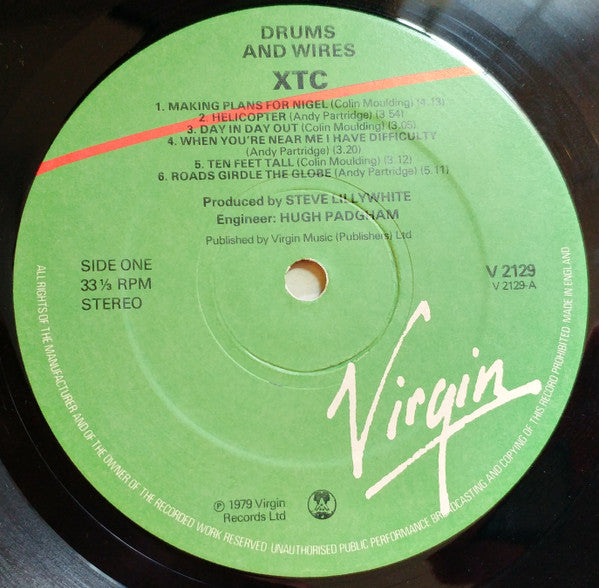 DRUMS
AND WIRES
XTC
1. MAKING PLANS FOR NIGEL (Colin Moulding) (4.13)
2. HELICOPTER (Andy Partridge) (3.54)
3. DAY IN DAY OUT (Colin Moulding) (3.05)
4. WHEN YOU'RE NEAR ME I HAVE DIFFICULTY
(Andy Partridge) (3.20)
5. TEN FEET TALL (Colin Moulding) (3.12)
6. ROADS GIRDLE THE GLOBE (Andy Partridge) (5.11)
Produced by STEVE LILLYWHITE
Engineer: HUGH PADGHAM
Published by Virgin Music (Publishers) Ltd
SIDE ONE
33⅓ RPM
STEREO
V 2129
V 2129-A
Virgin
℗ 1979 Virgin
Records Ltd
ALL RIGHTS OF THE MANUFACTURER AND OF THE OWNER OF THE RECORDED WORK RESERVED UNAUTHORISED PUBLIC PERFORMANCE BROADCASTING AND COPYING OF THIS RECORD PROHIBITED MADE IN ENGLAND